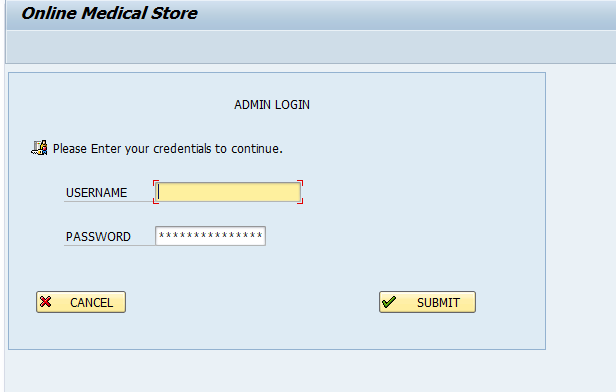 Online Medical Store
ADMIN LOGIN
Please Enter your credentials to continue.
USERNAME
PASSWORD ***************
CANCEL SUBMIT